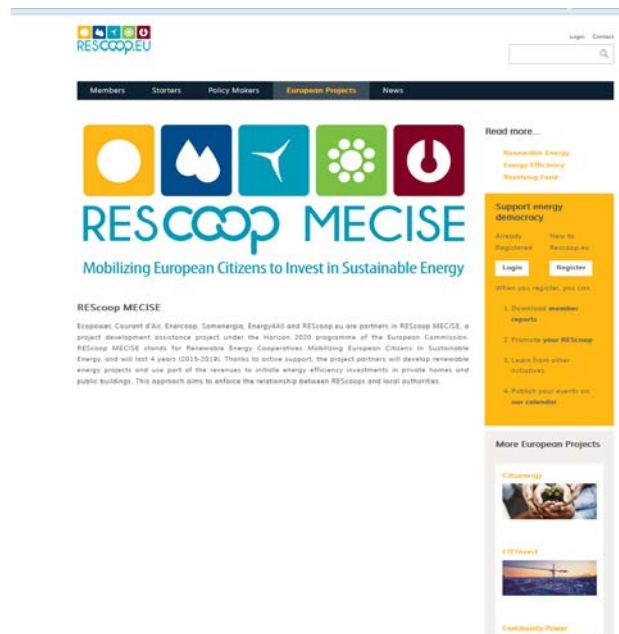 RESCOOP.EU
Login Contact
Members Starters Policy Makers European Projects News
RESCOOP MECISE
Mobilizing European Citizens to Invest in Sustainable Energy
REScoop MECISE
Ecopower, Courant d'Air, Enercoop, Somenergia, Energy4All and REScoop.eu are partners in REScoop MECISE, a
project development assistance project under the Horizon 2020 programme of the European Commission.
REScoop MECISE stands for Renewable Energy Cooperatives Mobilizing European Citizens in Sustainable
Energy, and will last 4 years (2015-2019). Thanks to active support, the project partners will develop renewable
energy projects and use part of the revenues to initiate energy efficiency investments in private homes and
public buildings. This approach aims to enforce the relationship between REScoops and local authorities.
Read more...
Renewable Energy
Energy Efficiency
Revolving Fund
Support energy
democracy
Already New to
Registered Rescoop.eu
Login Register
When you register, you can...
1. Download member
reports
2. Promote your REScoop
3. Learn from other
initiatives
4. Publish your events on
our calendar
More European Projects
Citizenergy
CITYnvest
Community Power